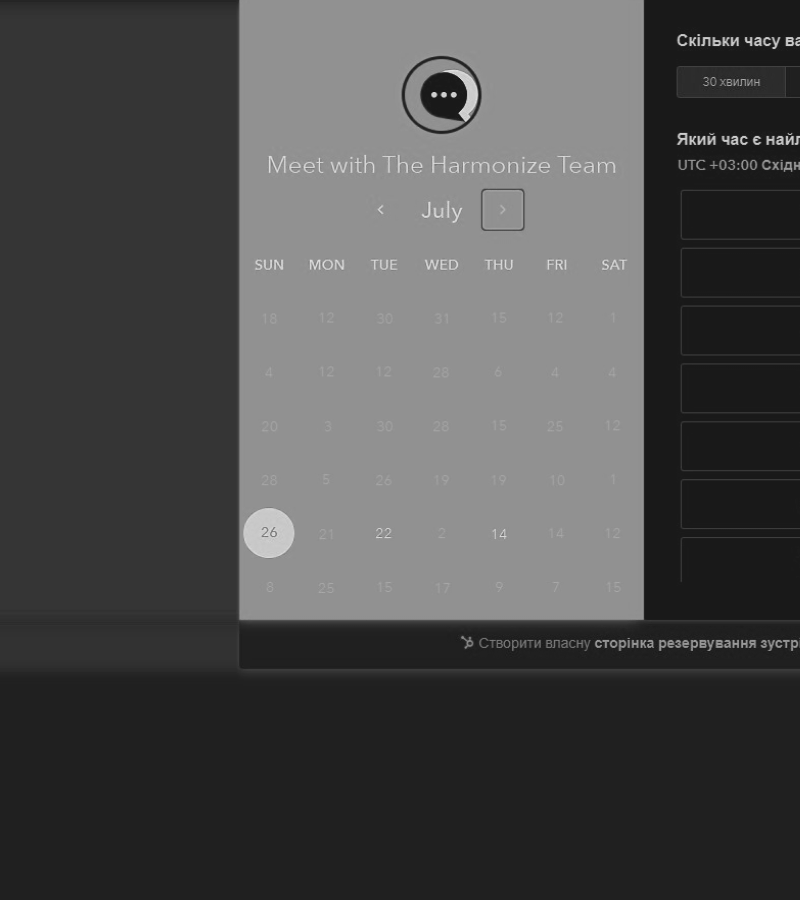 Meet with The Harmonize Team
July
SUN MON TUE WED THU FRI SAT
18 12 30 31 15 12 1
4 12 12 28 6 4 4
20 3 30 28 15 25 12
28 5 26 19 19 10 1
26 21 22 2 14 14 12
8 25 15 17 9 7 15
Скільки часу ва
30 хвилин
Який час є най
UTC +03:00 Східн
Створити власну сторінка резервування зустрі